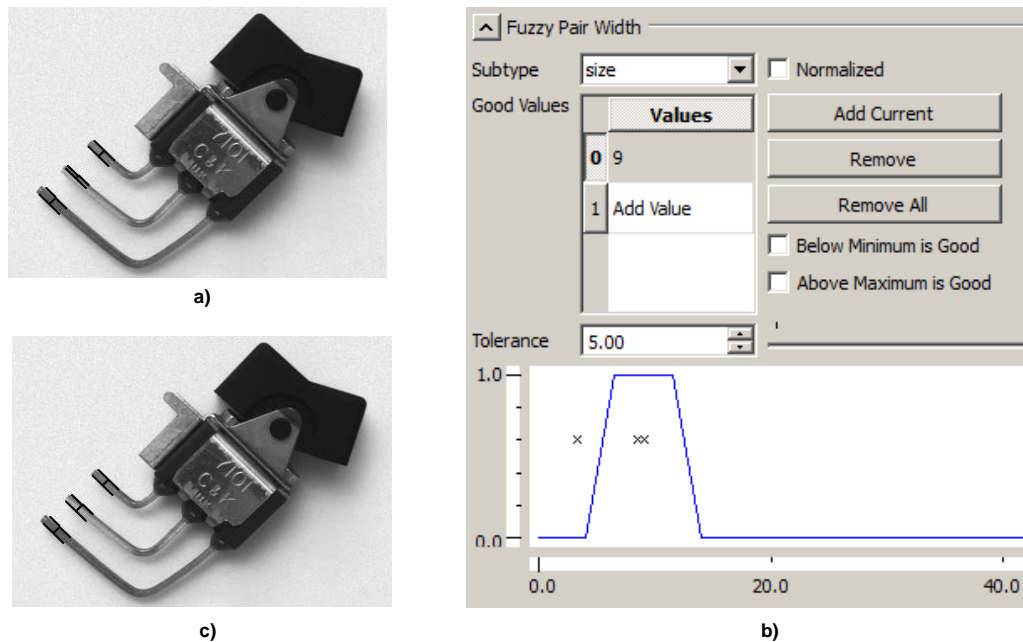 7101
C & K
a)
7101
C & K
c)
Fuzzy Pair Width
Subtype
size
Normalized
Good Values
Values
Add Current
0
9
Remove
1
Add Value
Remove All
Below Minimum is Good
Above Maximum is Good
Tolerance
5.00
1.0
0.0
0.0
20.0
40.0
b)